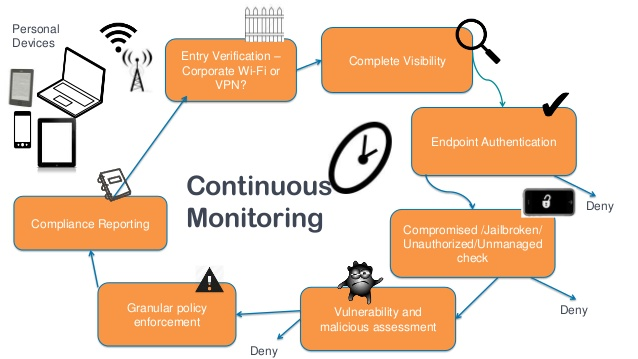 Personal
Devices
Entry Verification –
Corporate Wi-Fi or
VPN?
Complete Visibility
Endpoint Authentication
Deny
Compromised /Jailbroken/
Unauthorized/Unmanaged
check
Deny
Vulnerability and
malicious assessment
Deny
Granular policy
enforcement
Compliance Reporting
Continuous
Monitoring